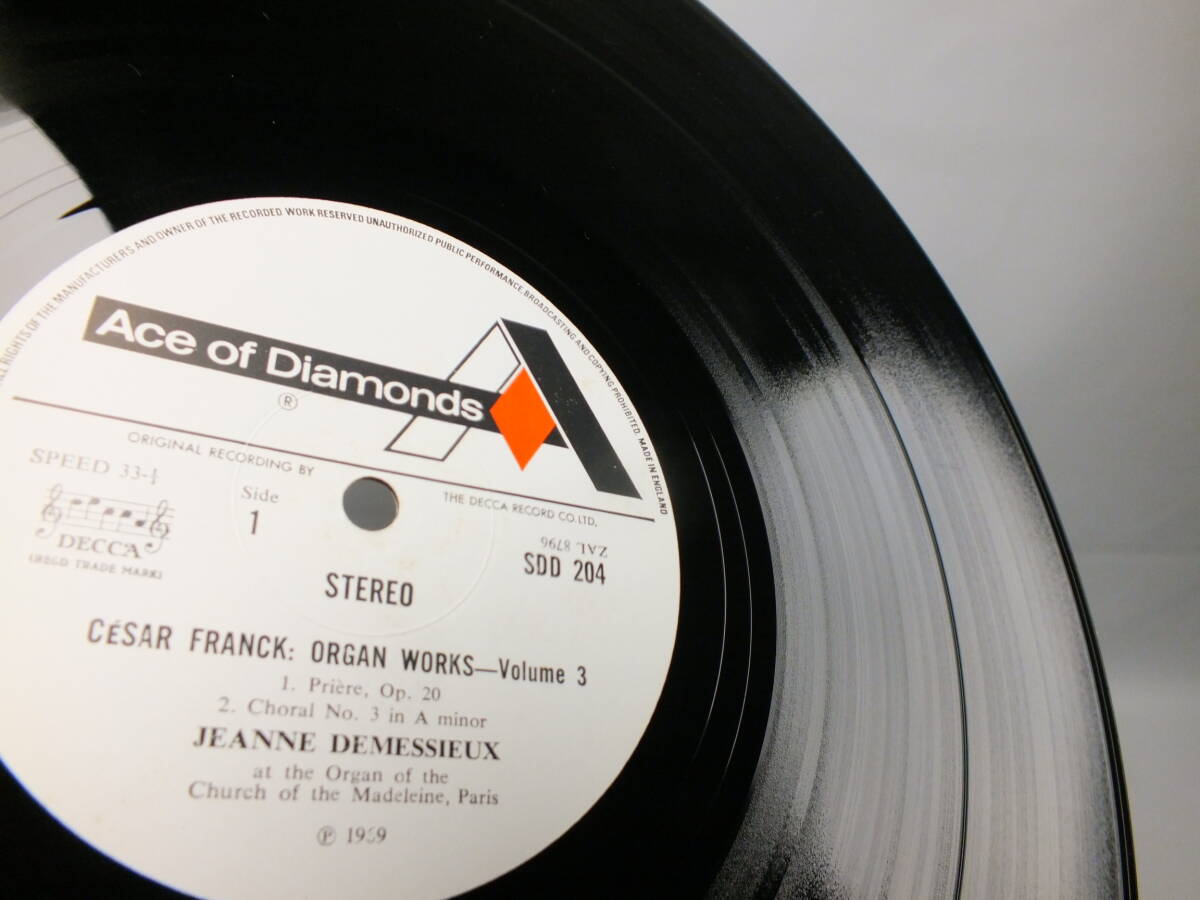 ALL RIGHTS OF THE MANUFACTURERS AND OWNER OF THE RECORDED WORK RESERVED UNAUTHORIZED PUBLIC PERFORMANCE, BROADCASTING AND COPYING PROHIBITED. MADE IN ENGLAND
Ace of Diamonds
®
ORIGINAL RECORDING BY
THE DECCA RECORD CO. LTD.
SPEED 33-⅓
DECCA
(REGD TRADE MARK)
Side
1
ZAL 8796
SDD 204
STEREO
CéSAR FRANCK: ORGAN WORKS—Volume 3
1. Prière, Op. 20
2. Choral No. 3 in A minor
JEANNE DEMESSIEUX
at the Organ of the
Church of the Madeleine, Paris
℗ 1969